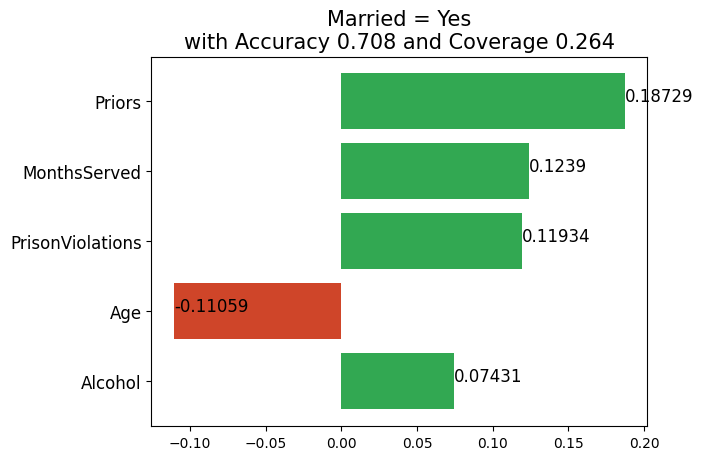 Married = Yes
with Accuracy 0.708 and Coverage 0.264
Priors
0.18729
MonthsServed
0.1239
PrisonViolations
0.11934
Age
-0.11059
Alcohol
0.07431
−0.10
−0.05
0.00
0.05
0.10
0.15
0.20